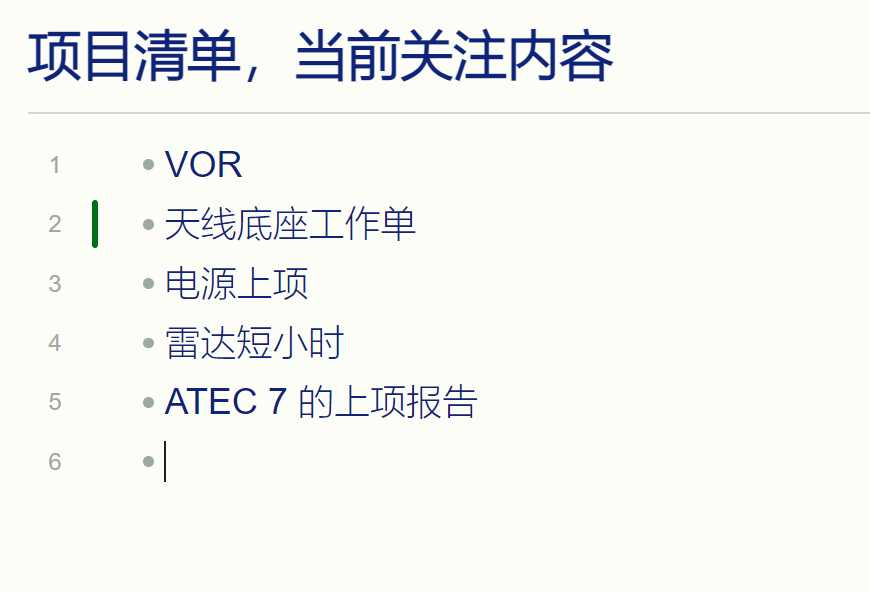 项目清单，当前关注内容
1 • VOR
2 • 天线底座工作单
3 • 电源上项
4 • 雷达短小时
5 • ATEC 7 的上项报告
6 •